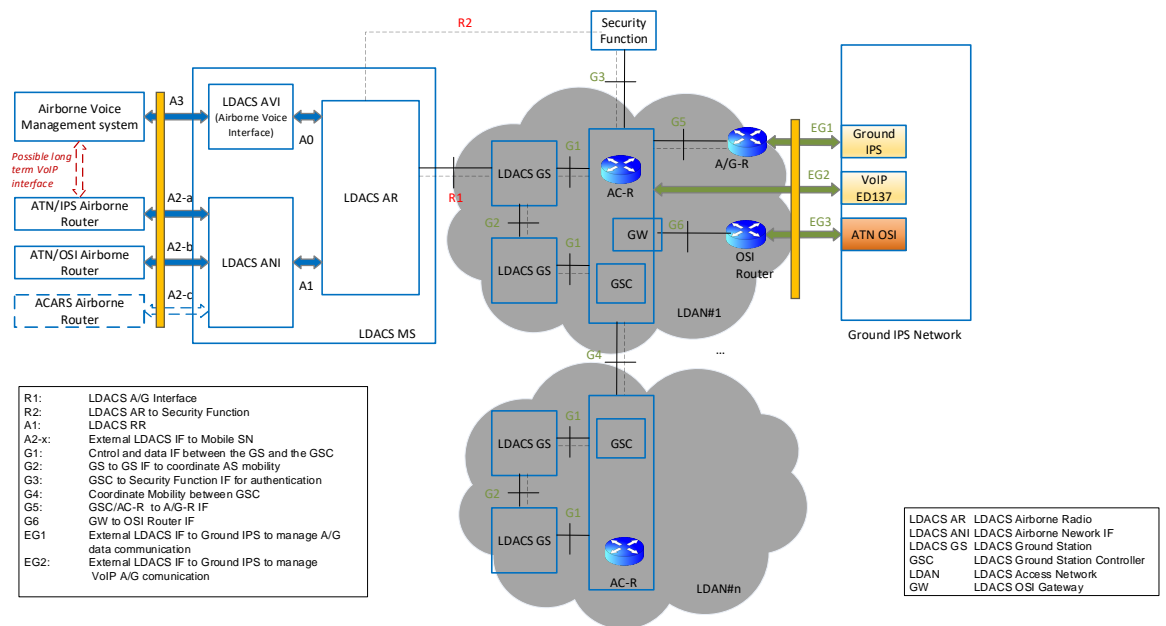 R2
Security
Function
G3
LDACS AVI
(Airborne Voice
Interface)
A3
A0
Airborne Voice
Management system
Possible long
term VoIP
interface
ATN/IPS Airborne
Router
A2-a
ATN/OSI Airborne
Router
A2-b
ACARS Airborne
Router
A2-c
LDACS ANI
A1
LDACS AR
LDACS MS
R1
LDACS GS
G1
G2
LDACS GS
G1
AC-R
GW
GSC
G5
A/G-R
G6
OSI
Router
LDAN#1
EG1
Ground
IPS
EG2
VoIP
ED137
EG3
ATN OSI
Ground IPS Network
...
G4
LDACS GS
G1
GSC
G2
LDACS GS
G1
AC-R
LDAN#n
R1: LDACS A/G Interface
R2: LDACS AR to Security Function
A1: LDACS RR
A2-x: External LDACS IF to Mobile SN
G1: Cntrol and data IF between the GS and the GSC
G2: GS to GS IF to coordinate AS mobility
G3: GSC to Security Function IF for authentication
G4: Coordinate Mobility between GSC
G5: GSC/AC-R to A/G-R IF
G6 GW to OSI Router IF
EG1 External LDACS IF to Ground IPS to manage A/G
data communication
EG2: External LDACS IF to Ground IPS to manage
VoIP A/G comunication
LDACS AR LDACS Airborne Radio
LDACS ANI LDACS Airborne Nework IF
LDACS GS LDACS Ground Station
GSC LDACS Ground Station Controller
LDAN LDACS Access Network
GW LDACS OSI Gateway